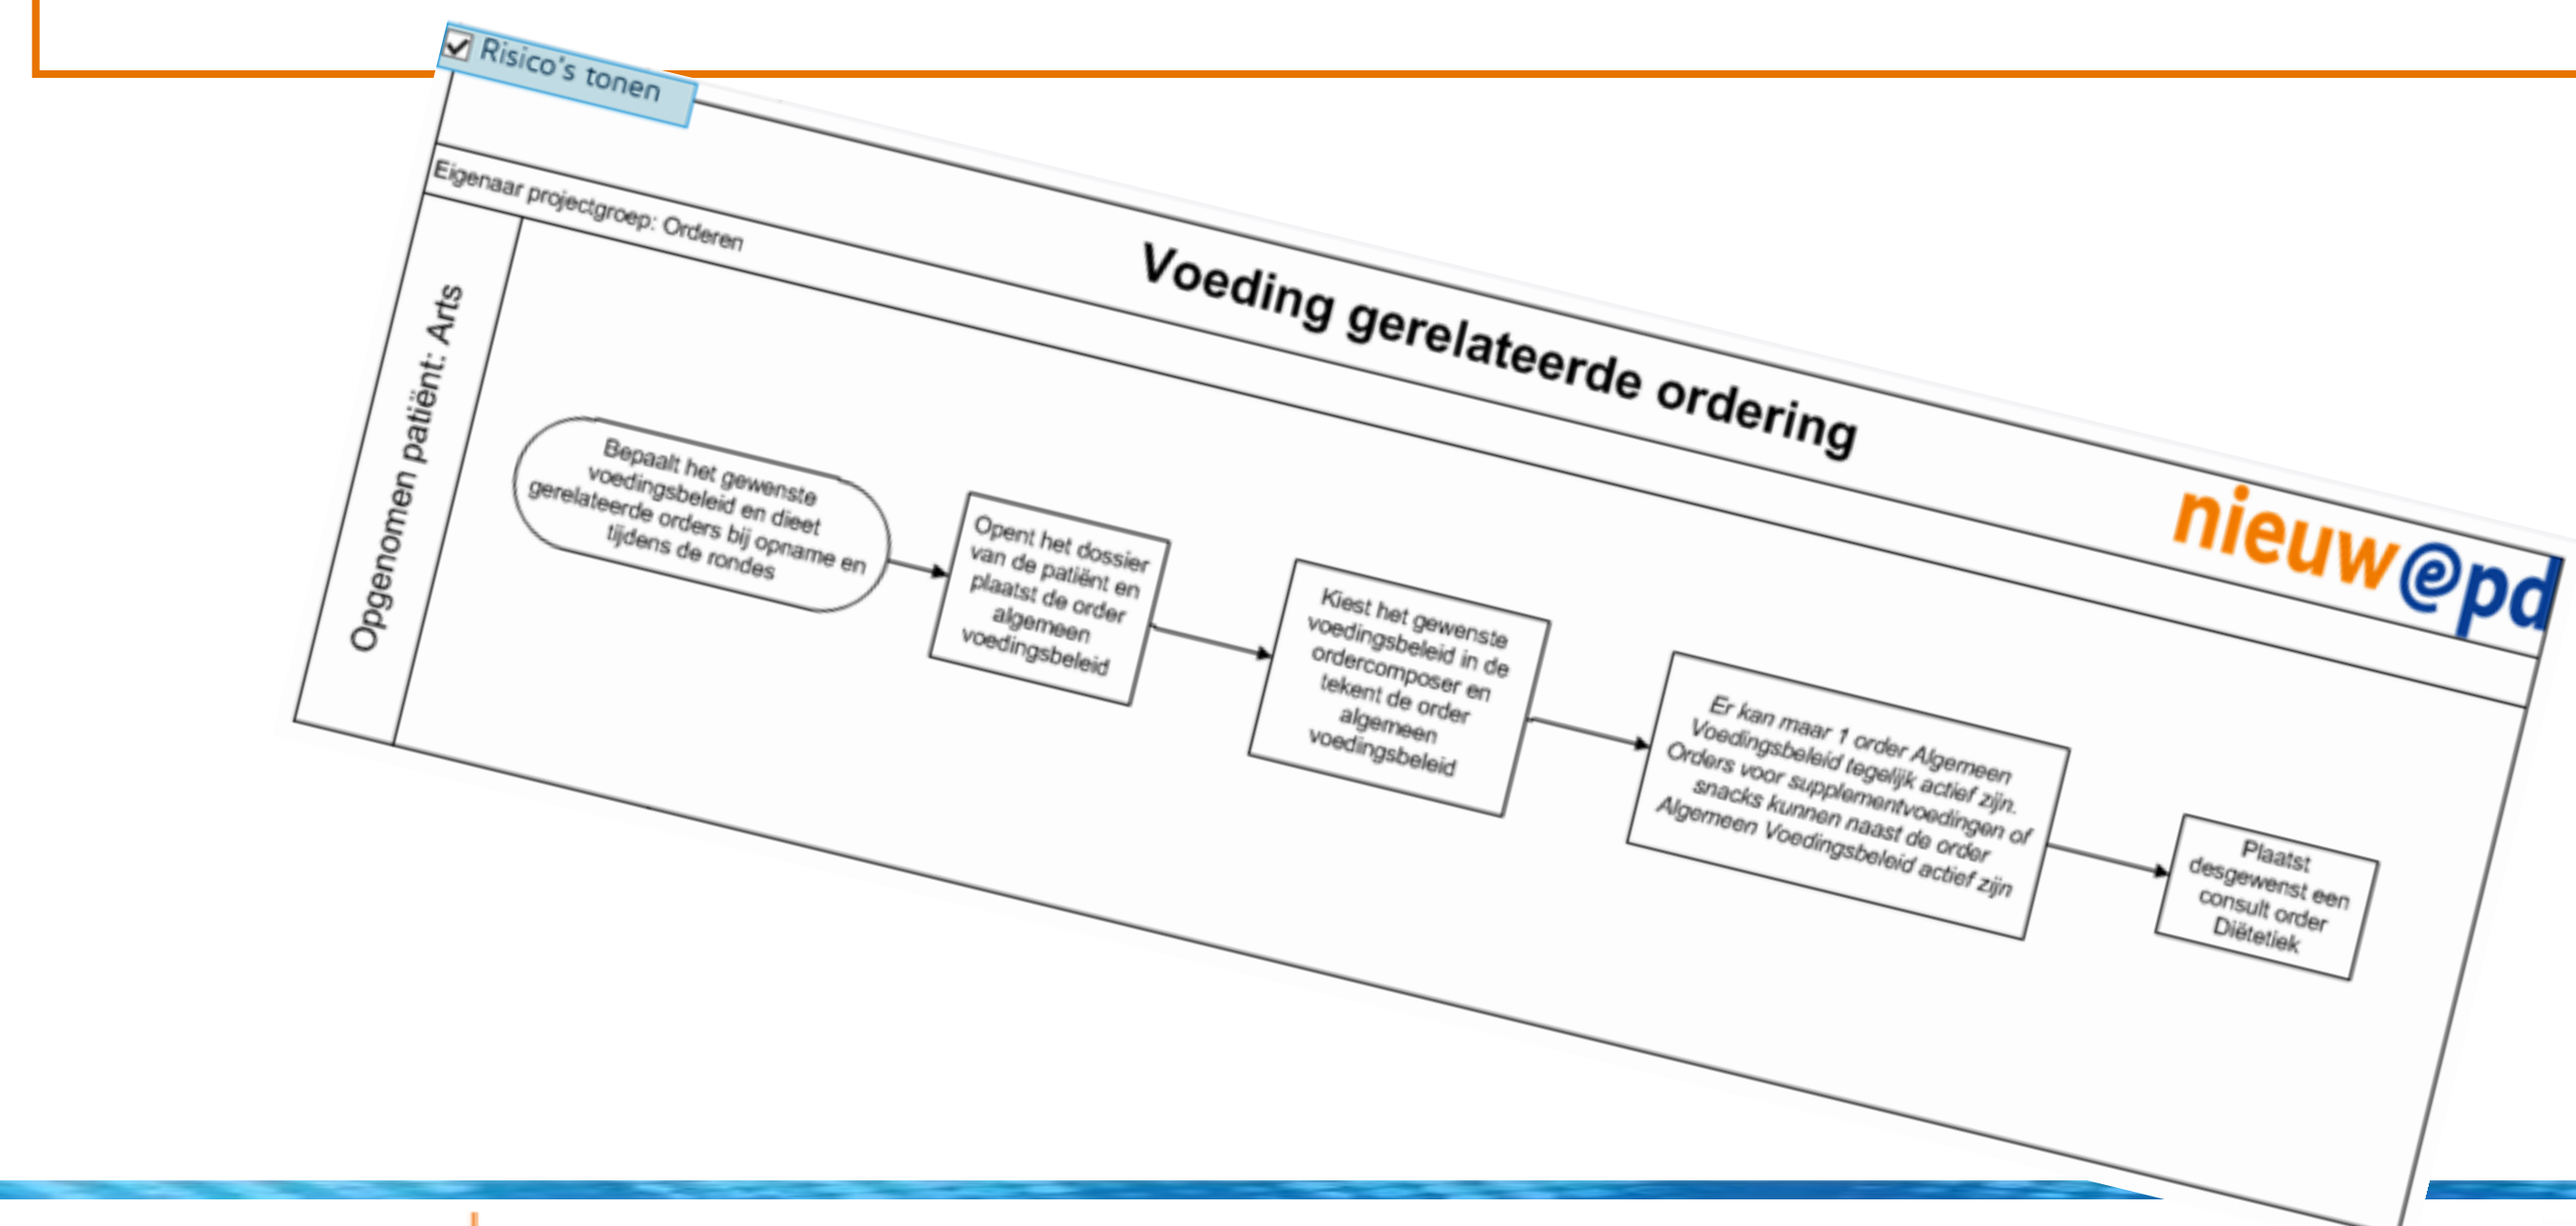 Risico's tonen
Voeding gerelateerde ordering
nieuw@pd
Eigenaar projectgroep: Orderen
Opgenomen patiënt: Arts
Bepaalt het gewenste
voedingsbeleid en dieet
gerelateerde orders bij opname en
tijdens de rondes
Opent het dossier
van de patiënt en
plaatst de order
algemeen
voedingsbeleid
Kiest het gewenste
voedingsbeleid in de
ordercomposer en
tekent de order
algemeen
voedingsbeleid
Er kan maar 1 order Algemeen
Voedingsbeleid tegelijk actief zijn.
Orders voor supplementvoedingen of
snacks kunnen naast de order
Algemeen Voedingsbeleid actief zijn
Plaatst
desgewenst een
consult order
Diëtetiek